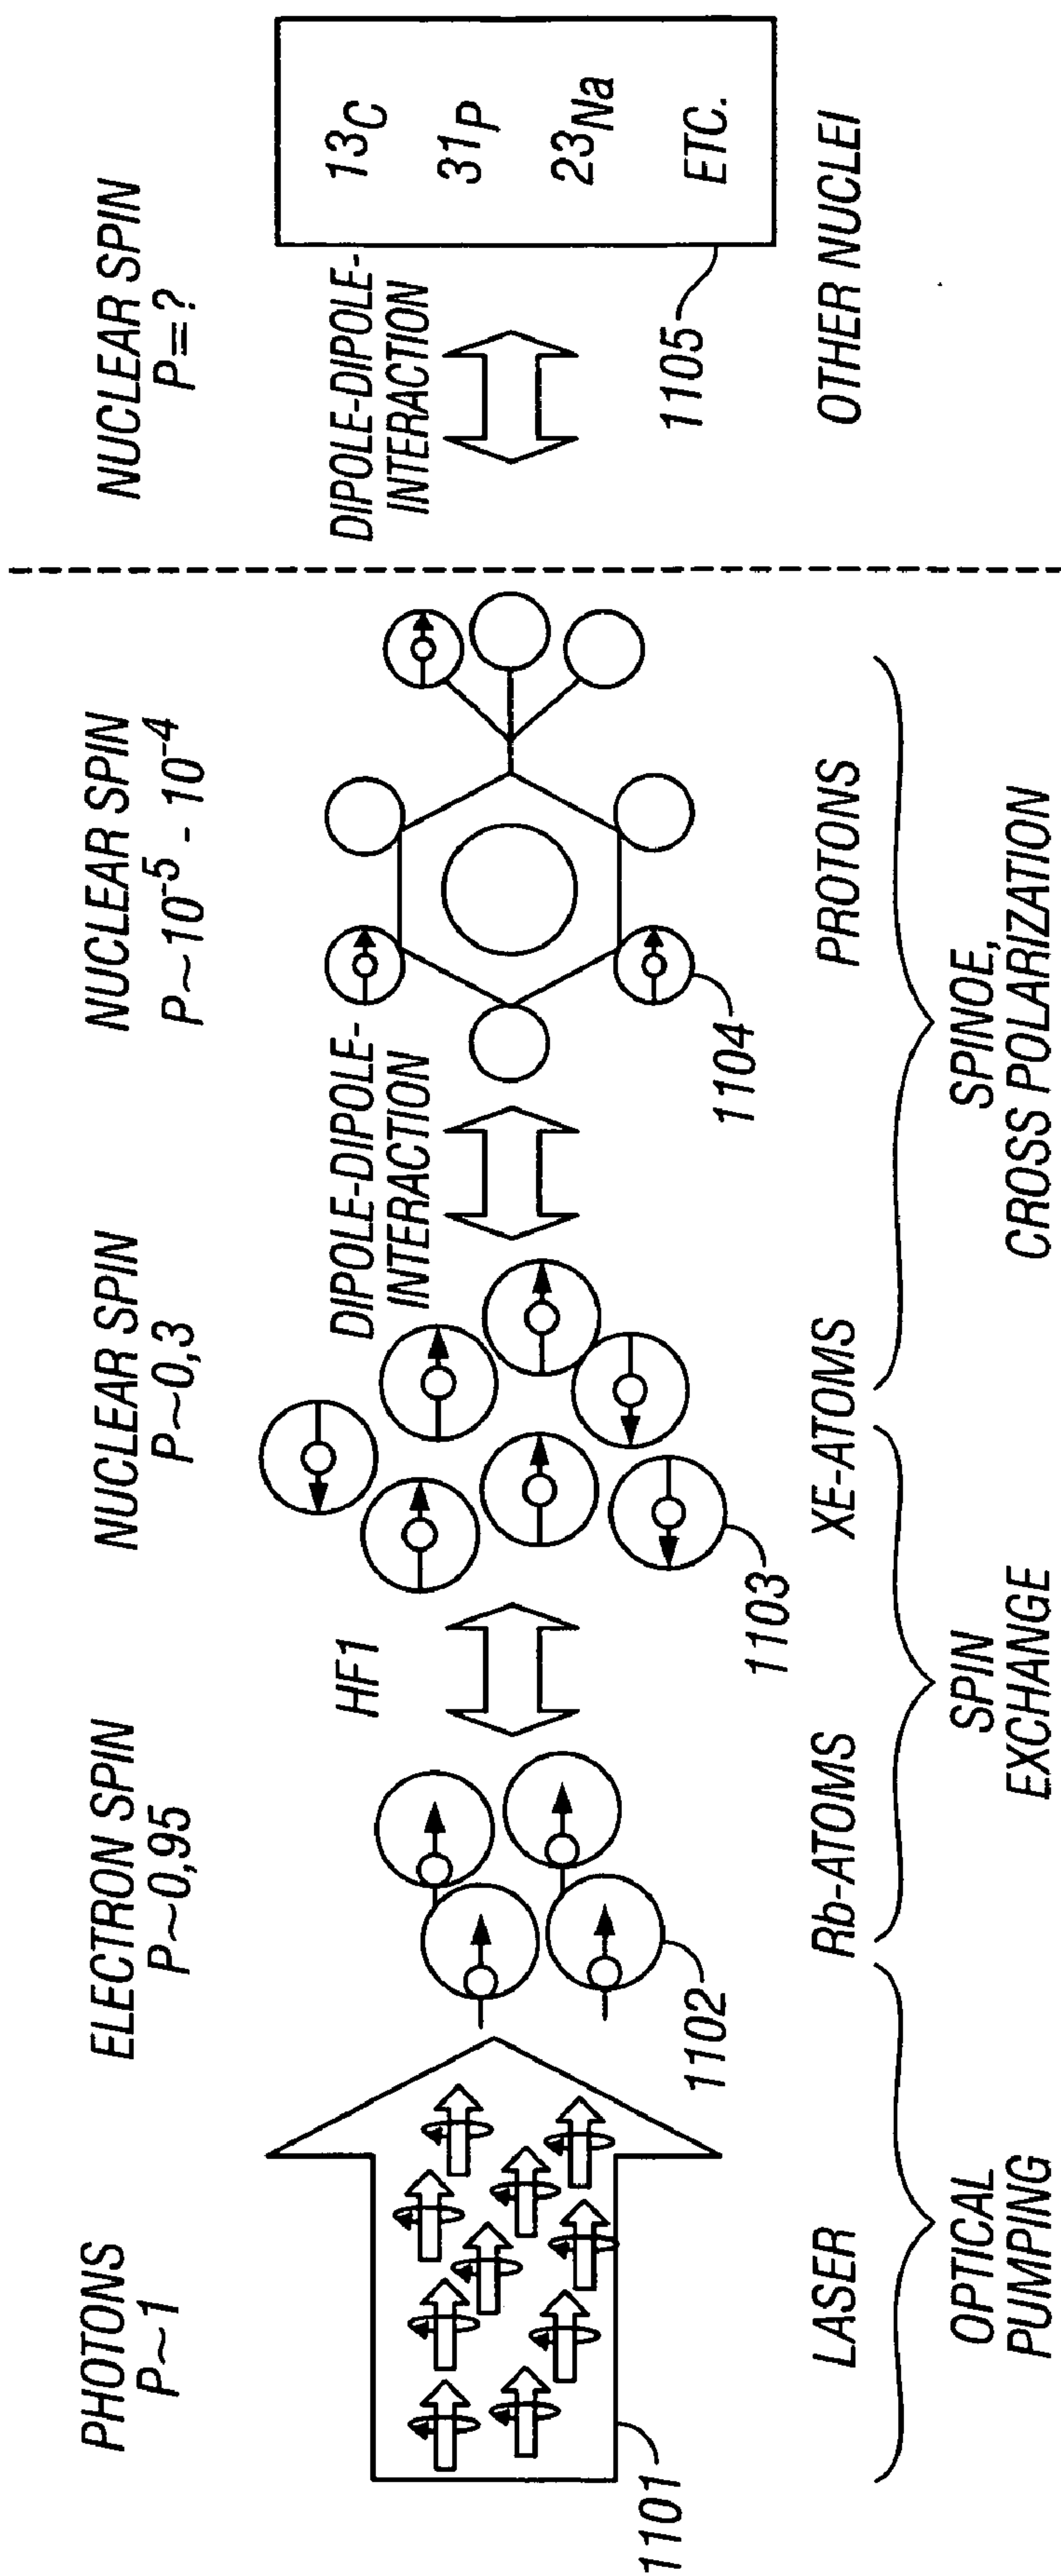 PHOTONS
P~1
ELECTRON SPIN
P~0,95
NUCLEAR SPIN
P~0,3
NUCLEAR SPIN
P~10⁻⁵ - 10⁻⁴
NUCLEAR SPIN
P=?
HF1
DIPOLE-DIPOLE-
INTERACTION
DIPOLE-DIPOLE-
INTERACTION
13C
31P
23Na
ETC.
1101
1102
1103
1104
1105
LASER
Rb-ATOMS
XE-ATOMS
PROTONS
OTHER NUCLEI
OPTICAL
PUMPING
SPIN
EXCHANGE
SPINOE,
CROSS POLARIZATION